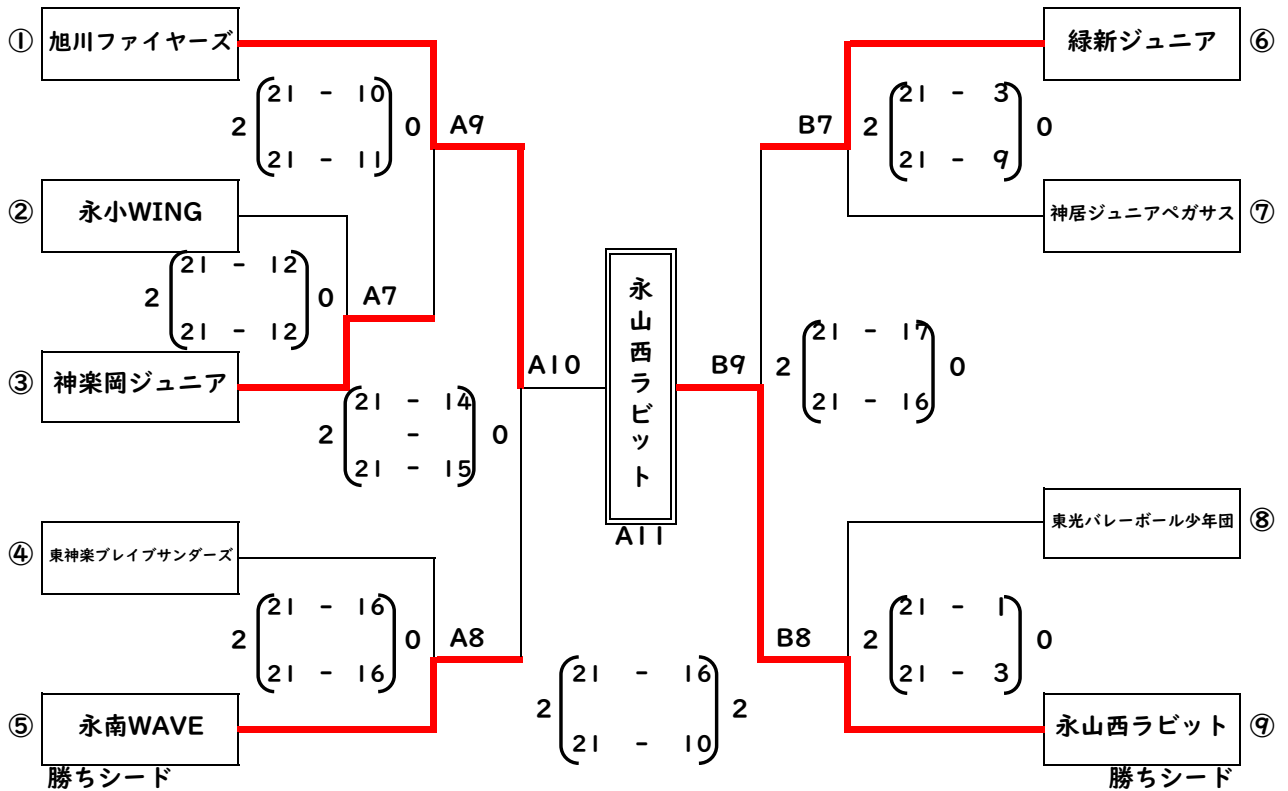 ① 旭川ファイヤーズ
2 21 - 10 0
21 - 11
A9
② 永小WING
2 21 - 12 0
21 - 12
A7
③ 神楽岡ジュニア
2 21 - 14 0
-
21 - 15
A10
④ 東神楽ブレイブサンダーズ
2 21 - 16 0
21 - 16
A8
⑤ 永南WAVE
勝ちシード
永山西ラビット
A11
2 21 - 16 2
21 - 10
緑新ジュニア ⑥
B7
2 21 - 3 0
21 - 9
神居ジュニアペガサス ⑦
B9
2 21 - 17 0
21 - 16
東光バレーボール少年団 ⑧
B8
2 21 - 1 0
21 - 3
永山西ラビット ⑨
勝ちシード